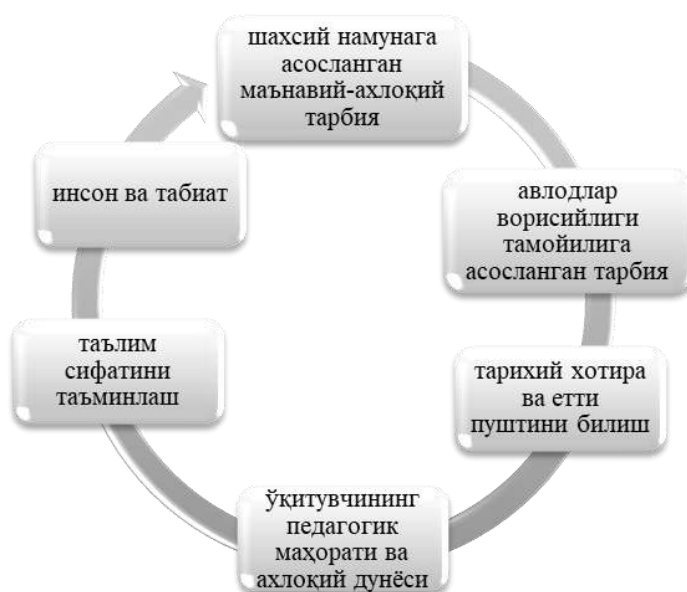 шахсий намунага
асосланган
маънавий-ахлоқий
тарбия
авлодлар
ворисийлиги
тамойилига
асосланган тарбия
тарихий хотира
ва етти
пуштини билиш
ўқитувчининг
педагогик
маҳорати ва
ахлоқий дунёси
таълим
сифатини
таъминлаш
инсон ва табиат